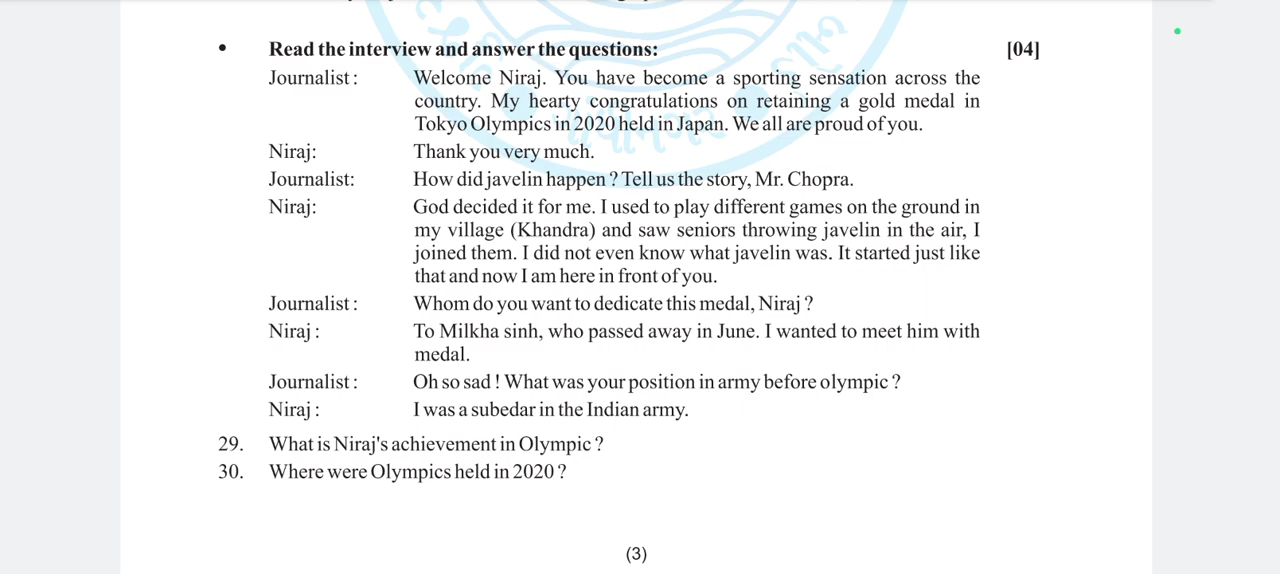 • Read the interview and answer the questions: [04]
Journalist : Welcome Niraj. You have become a sporting sensation across the
country. My hearty congratulations on retaining a gold medal in
Tokyo Olympics in 2020 held in Japan. We all are proud of you.
Niraj: Thank you very much.
Journalist: How did javelin happen ? Tell us the story, Mr. Chopra.
Niraj: God decided it for me. I used to play different games on the ground in
my village (Khandra) and saw seniors throwing javelin in the air, I
joined them. I did not even know what javelin was. It started just like
that and now I am here in front of you.
Journalist : Whom do you want to dedicate this medal, Niraj ?
Niraj : To Milkha sinh, who passed away in June. I wanted to meet him with
medal.
Journalist : Oh so sad ! What was your position in army before olympic ?
Niraj : I was a subedar in the Indian army.
29. What is Niraj's achievement in Olympic ?
30. Where were Olympics held in 2020 ?
(3)